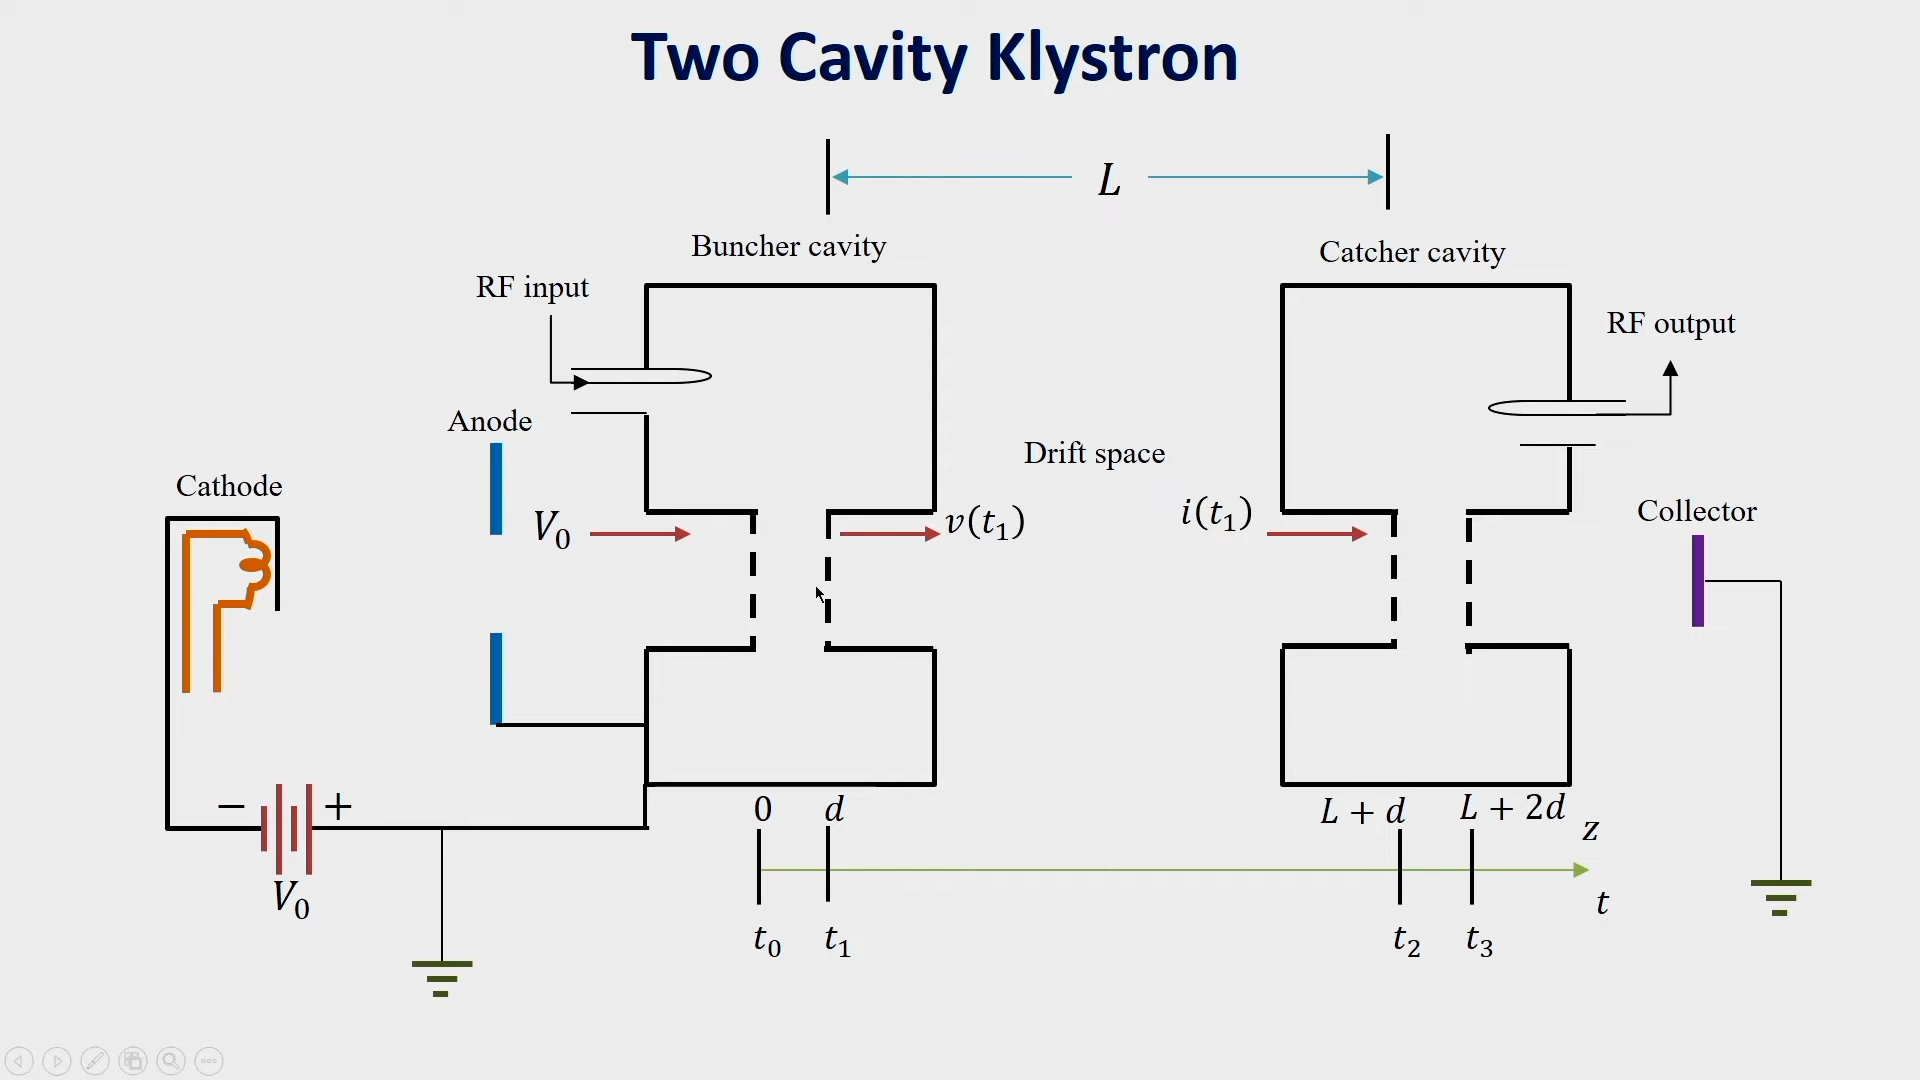 Two Cavity Klystron
L
Buncher cavity
Catcher cavity
RF input
RF output
Anode
Drift space
Cathode
V₀
v(t₁)
i(t₁)
Collector
− +
V₀
0 d
L + d
L + 2d
z
t
t₀ t₁
t₂ t₃